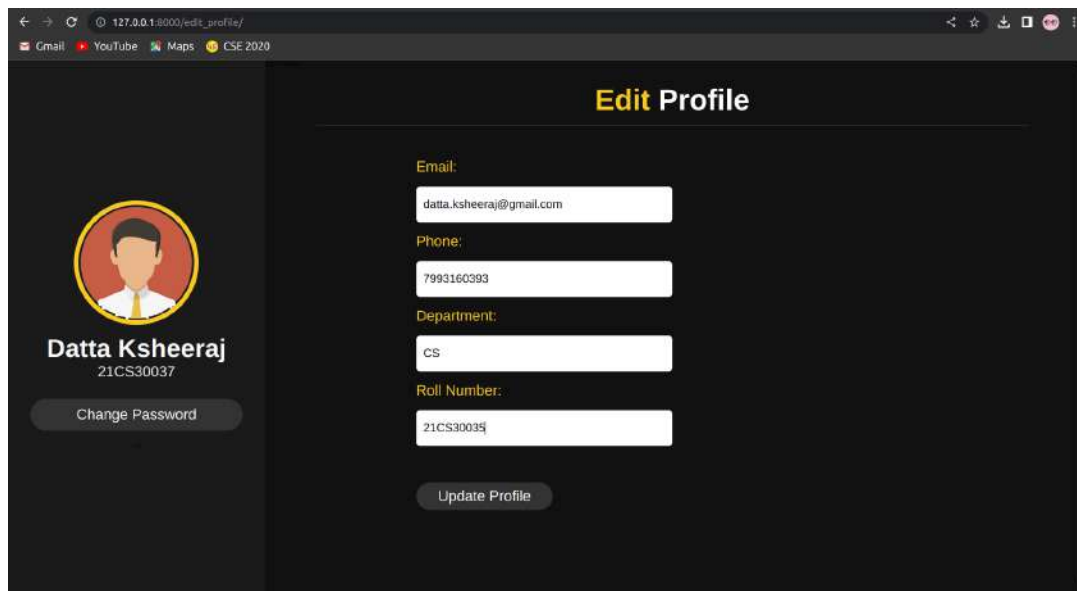 127.0.0.1:8000/edit_profile/
Gmail YouTube Maps CSE 2020
Edit Profile
Datta Ksheeraj
21CS30037
Change Password
Email:
datta.ksheeraj@gmail.com
Phone:
7993160393
Department:
CS
Roll Number:
21CS30035
Update Profile